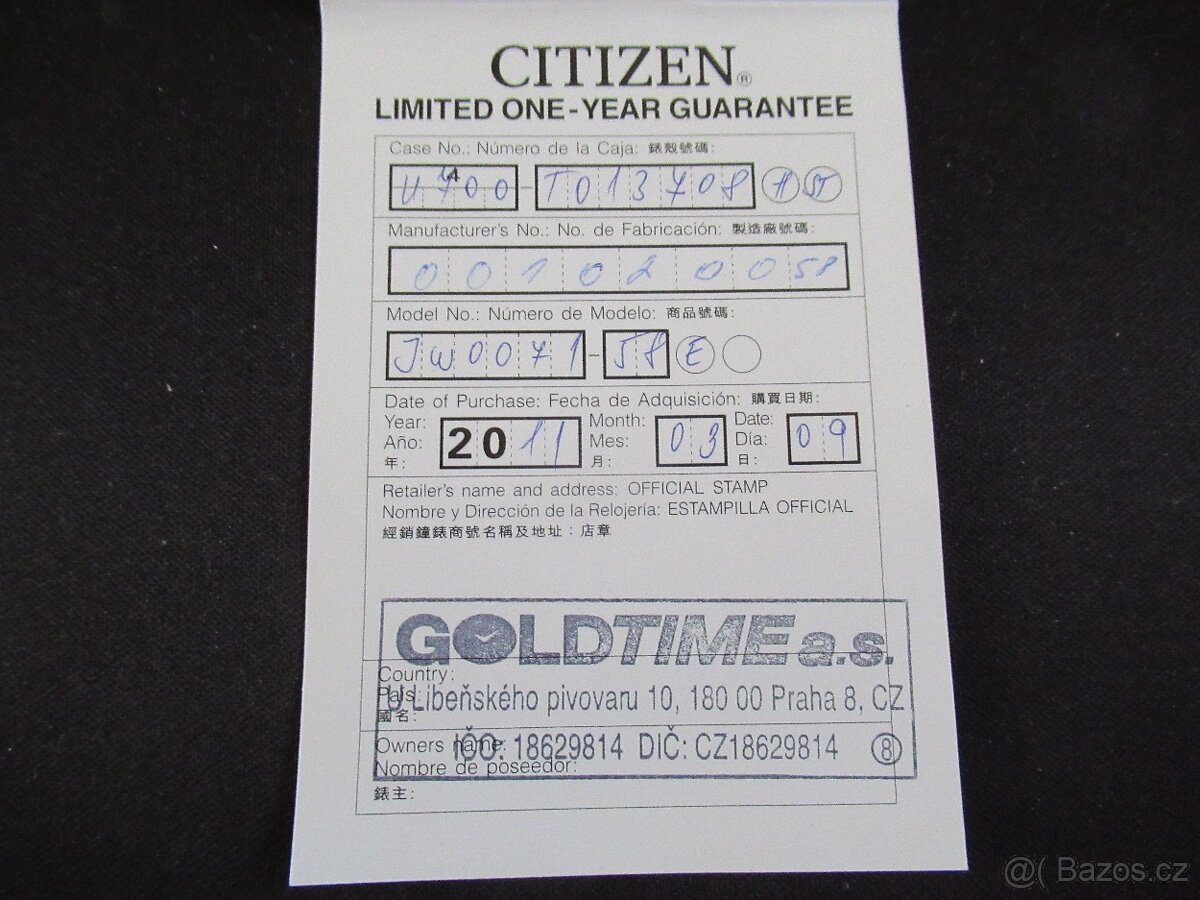 CITIZEN®
LIMITED ONE-YEAR GUARANTEE
Case No.: Número de la Caja: 錶殼號碼:
U700-T013708 H ST
Manufacturer's No.: No. de Fabricación: 製造廠號碼:
001020058
Model No.: Número de Modelo: 商品號碼:
JW0071-58 E
Date of Purchase: Fecha de Adquisición: 購買日期:
Year: Month: Date:
Año: 2011 Mes: 03 Día: 09
年: 月: 日:
Retailer's name and address: OFFICIAL STAMP
Nombre y Dirección de la Relojería: ESTAMPILLA OFFICIAL
經銷鐘錶商號名稱及地址：店章
GOLDTIME a.s.
Country:
País:
U Libeňského pivovaru 10, 180 00 Praha 8, CZ
國名:
Owners name:
IČO: 18629814 DIČ: CZ18629814 8
Nombre de poseedor:
錶主:
@( Bazos.cz